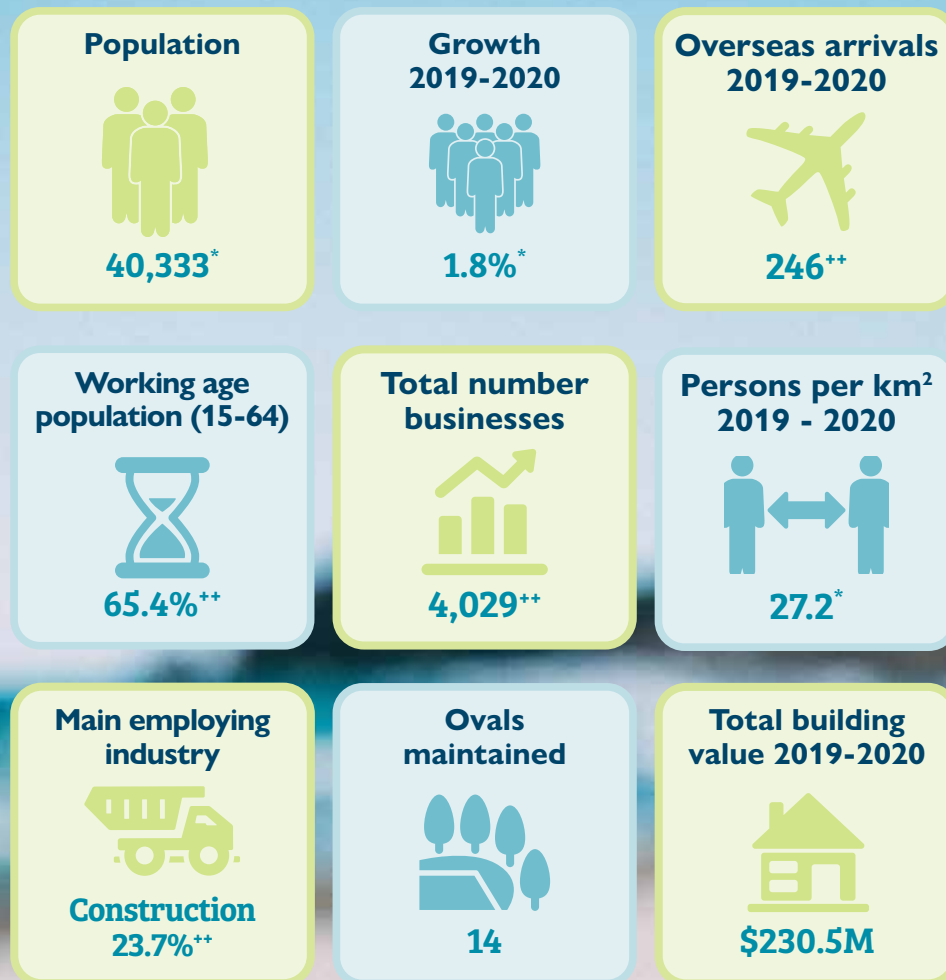 Population
40,333*
Growth
2019-2020
1.8%*
Overseas arrivals
2019-2020
246++
Working age
population (15-64)
65.4%++
Total number
businesses
4,029++
Persons per km²
2019 - 2020
27.2*
Main employing
industry
Construction
23.7%++
Ovals
maintained
14
Total building
value 2019-2020
$230.5M